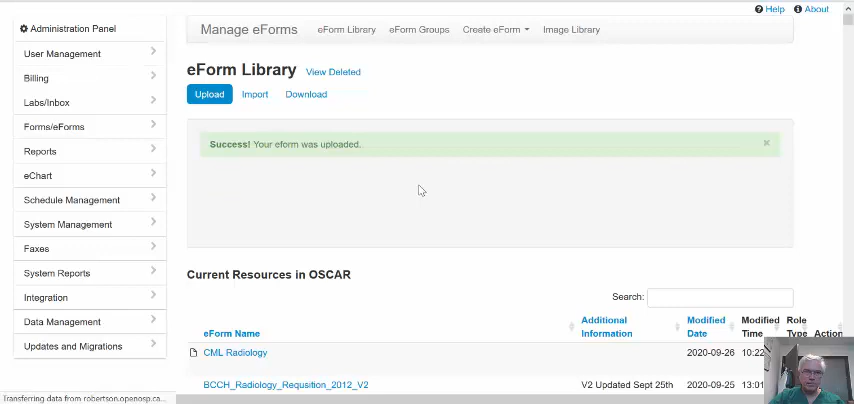 Help About
Administration Panel
User Management
Billing
Labs/Inbox
Forms/eForms
Reports
eChart
Schedule Management
System Management
Faxes
System Reports
Integration
Data Management
Updates and Migrations
Manage eForms eForm Library eForm Groups Create eForm Image Library
eForm Library View Deleted
Upload Import Download
Success! Your eform was uploaded.
×
Current Resources in OSCAR
Search:
eForm Name Additional Information Modified Date Modified Time Role Type Action
CML Radiology 2020-09-26 10:22
BCCH_Radiology_Requsition_2012_V2 V2 Updated Sept 25th 2020-09-25 13:01
Transferring data from robertson.openosp.ca...